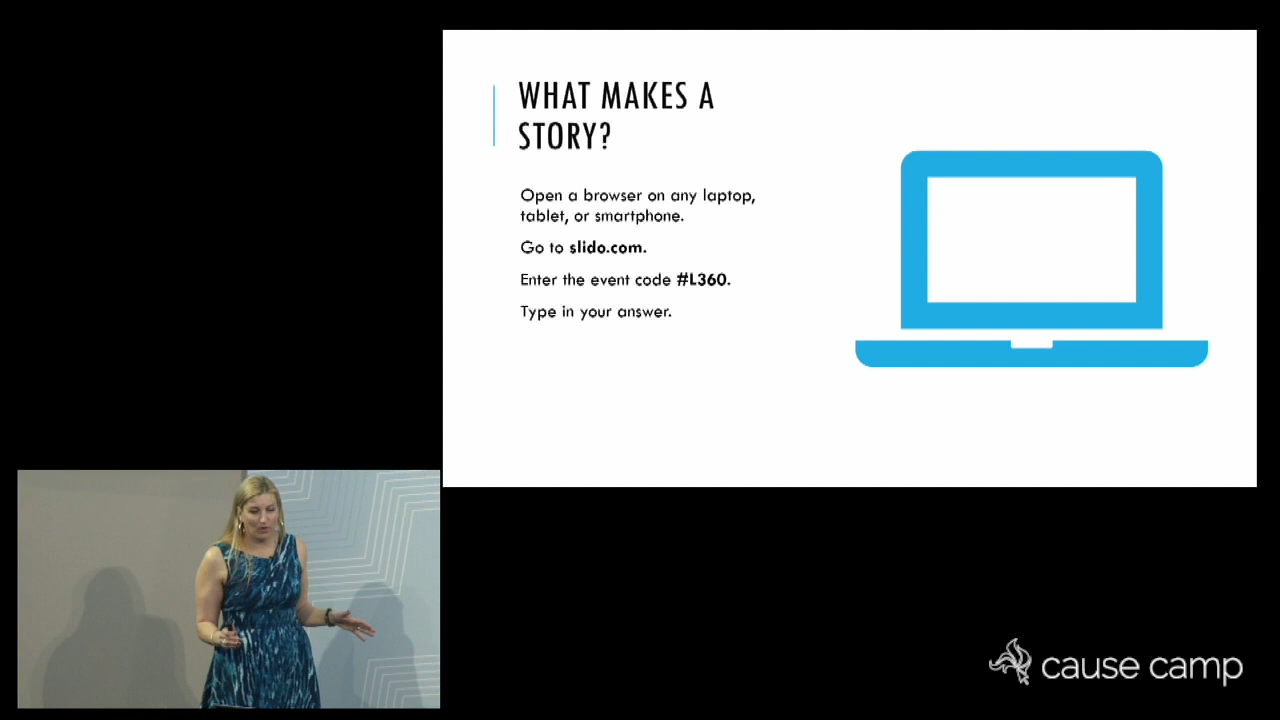 WHAT MAKES A
STORY?
Open a browser on any laptop,
tablet, or smartphone.
Go to slido.com.
Enter the event code #L360.
Type in your answer.
cause camp